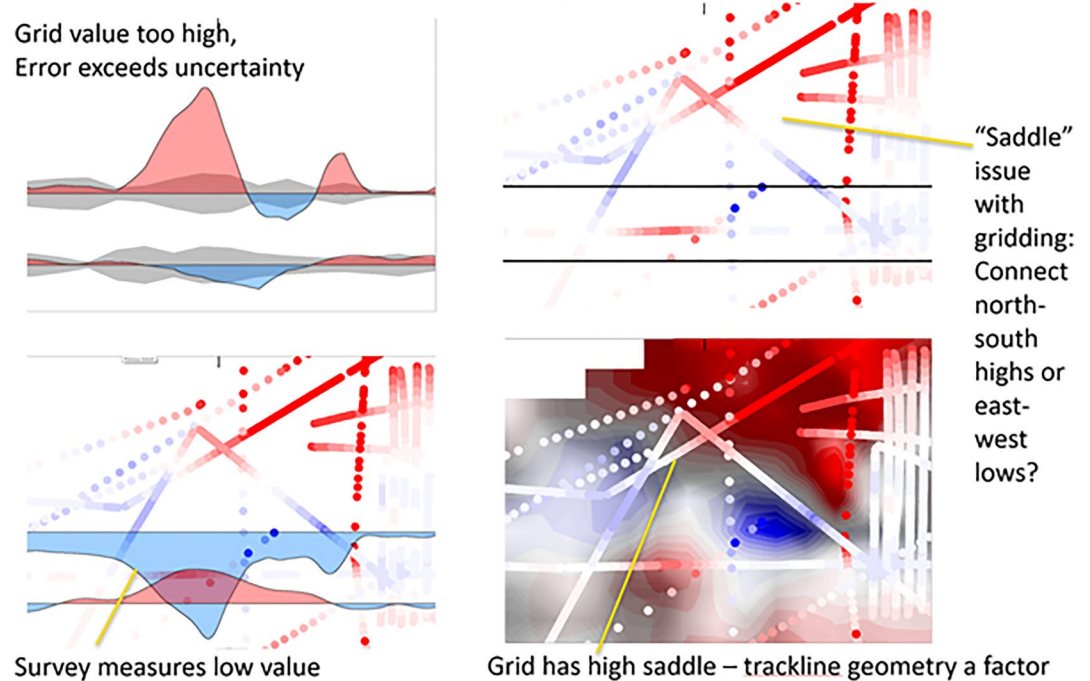 Grid value too high,
Error exceeds uncertainty
“Saddle”
issue
with
gridding:
Connect
north-
south
highs or
east-
west
lows?
Survey measures low value
Grid has high saddle – trackline geometry a factor